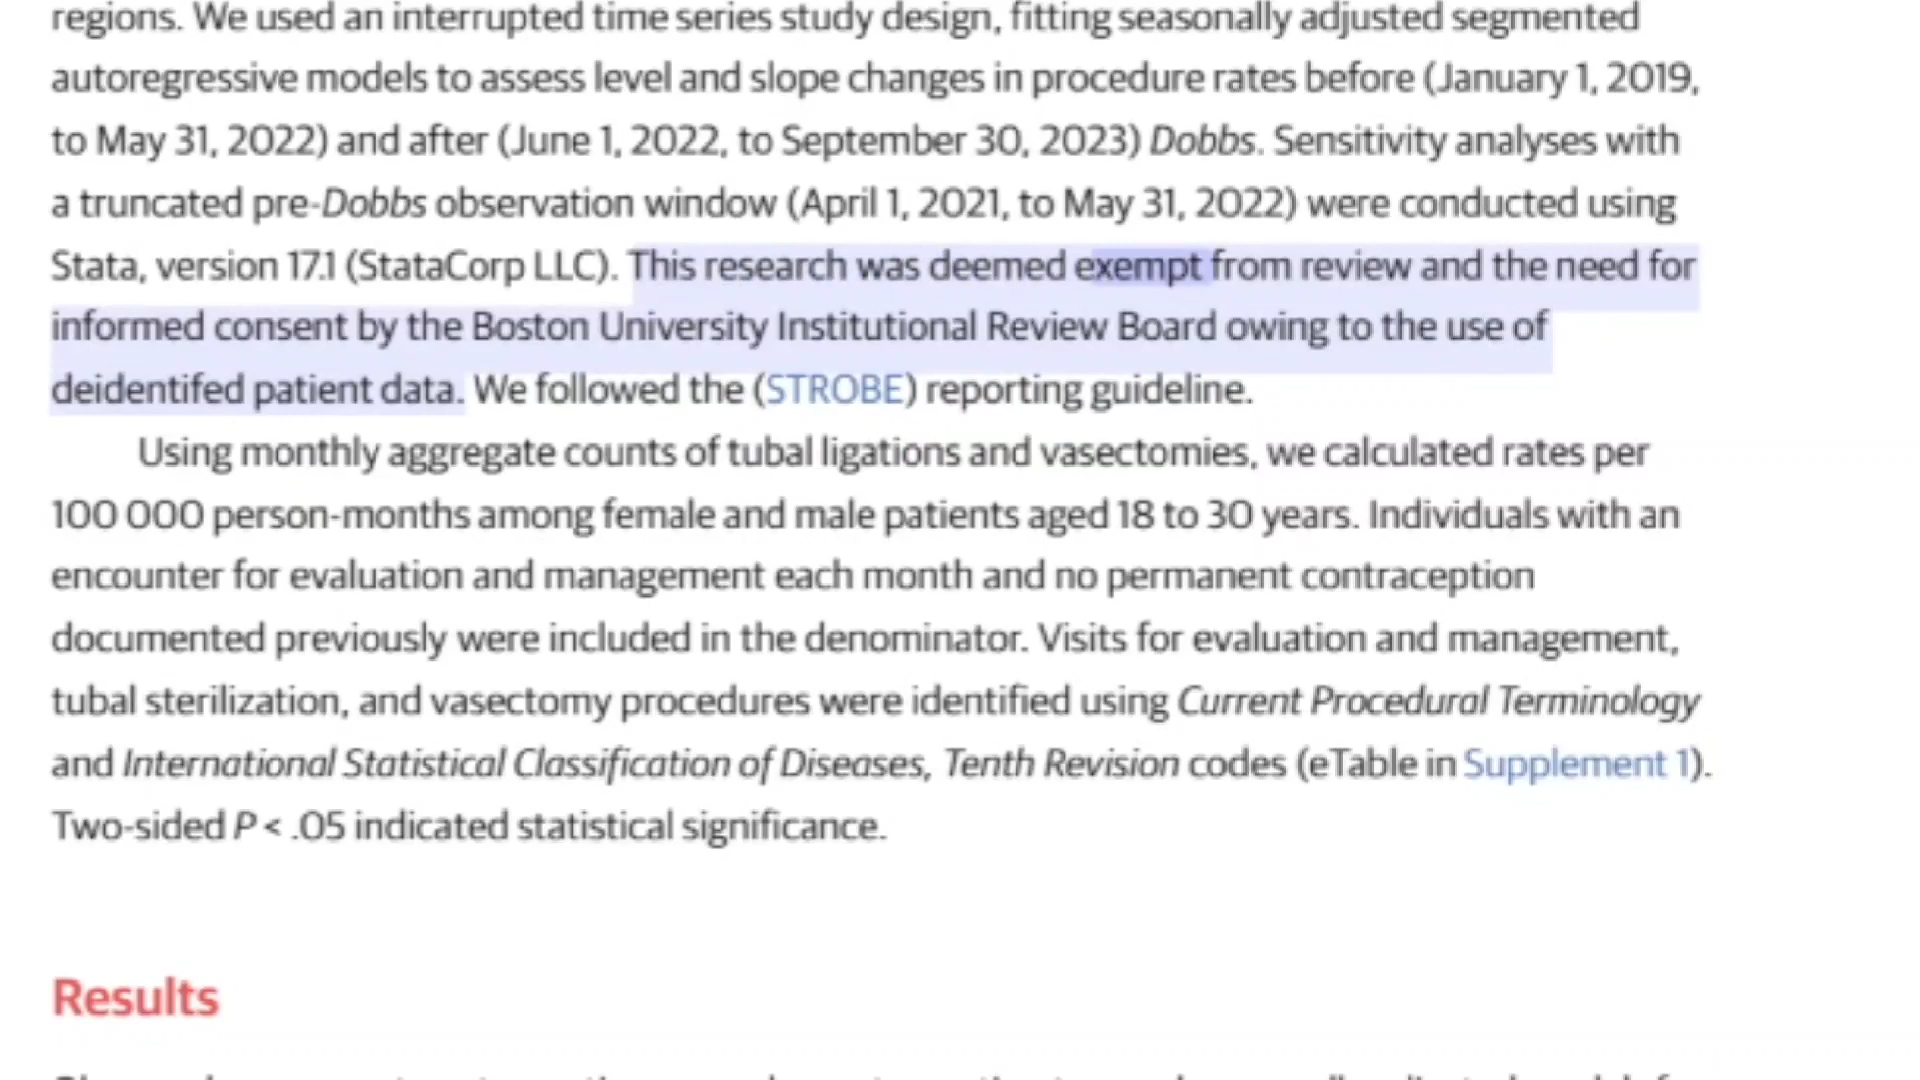 regions. We used an interrupted time series study design, fitting seasonally adjusted segmented
autoregressive models to assess level and slope changes in procedure rates before (January 1, 2019,
to May 31, 2022) and after (June 1, 2022, to September 30, 2023) Dobbs. Sensitivity analyses with
a truncated pre-Dobbs observation window (April 1, 2021, to May 31, 2022) were conducted using
Stata, version 17.1 (StataCorp LLC). This research was deemed exempt from review and the need for
informed consent by the Boston University Institutional Review Board owing to the use of
deidentifed patient data. We followed the (STROBE) reporting guideline.
Using monthly aggregate counts of tubal ligations and vasectomies, we calculated rates per
100 000 person-months among female and male patients aged 18 to 30 years. Individuals with an
encounter for evaluation and management each month and no permanent contraception
documented previously were included in the denominator. Visits for evaluation and management,
tubal sterilization, and vasectomy procedures were identified using Current Procedural Terminology
and International Statistical Classification of Diseases, Tenth Revision codes (eTable in Supplement 1).
Two-sided P < .05 indicated statistical significance.
Results